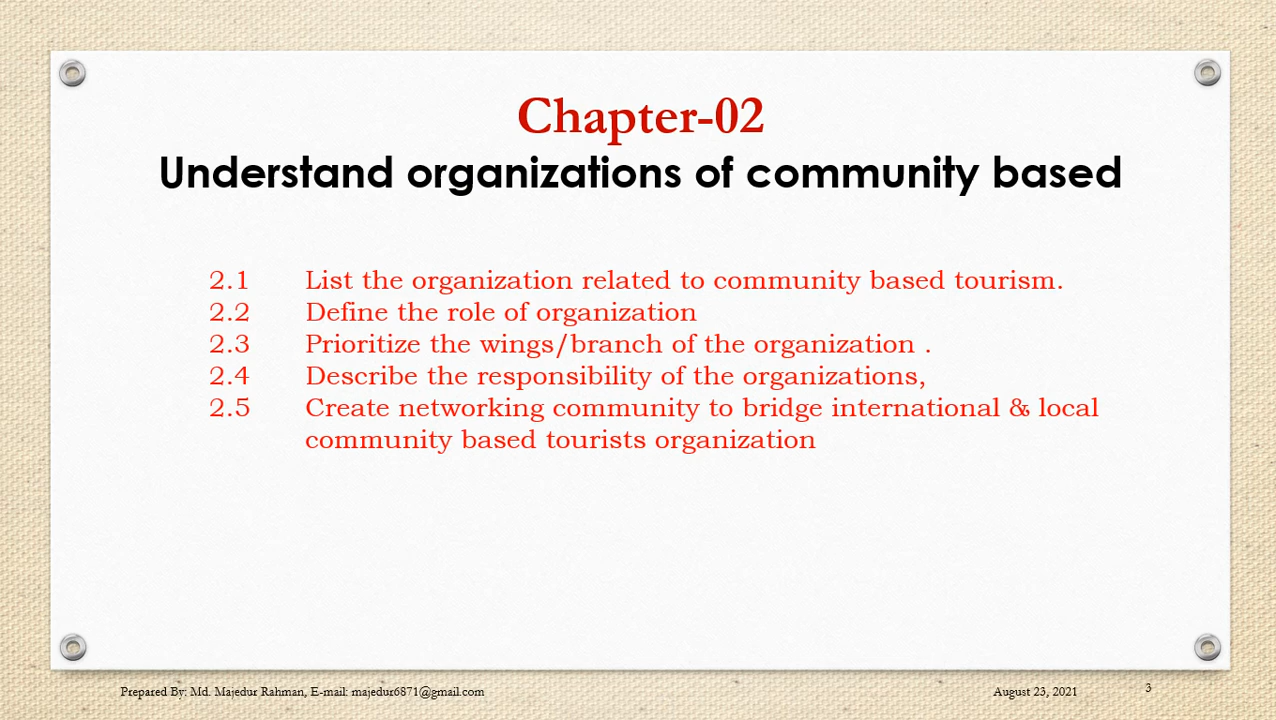 Chapter-02
Understand organizations of community based
2.1 List the organization related to community based tourism.
2.2 Define the role of organization
2.3 Prioritize the wings/branch of the organization .
2.4 Describe the responsibility of the organizations,
2.5 Create networking community to bridge international & local
community based tourists organization
Prepared By: Md. Majedur Rahman, E-mail: majedur6871@gmail.com August 23, 2021 3